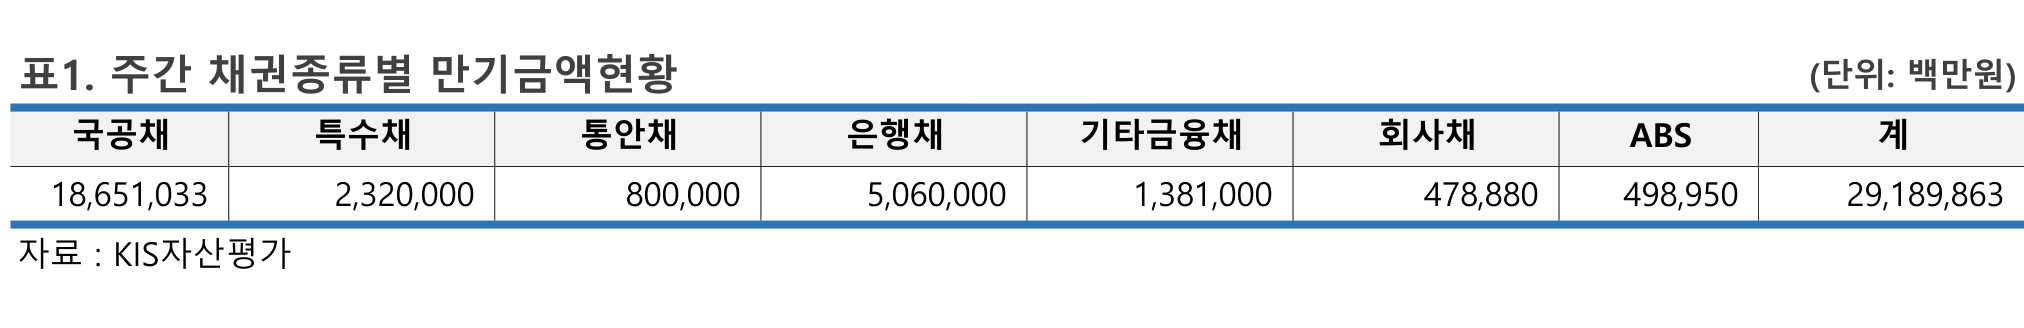 표1. 주간 채권종류별 만기금액현황 (단위: 백만원)
국공채 특수채 통안채 은행채 기타금융채 회사채 ABS 계
18,651,033 2,320,000 800,000 5,060,000 1,381,000 478,880 498,950 29,189,863
자료 : KIS자산평가